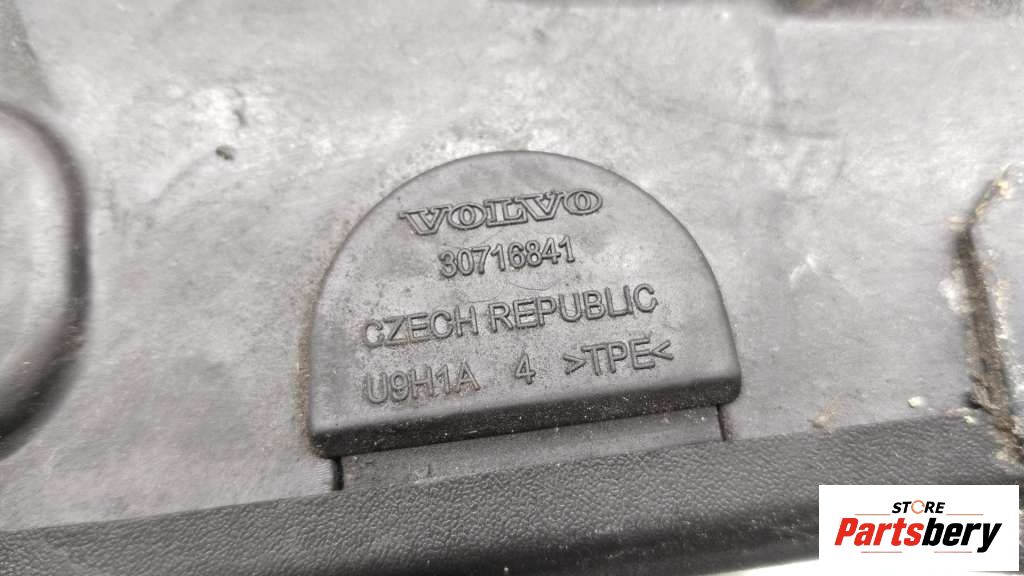 VOLVO
30716841
CZECH REPUBLIC
U9H1A 4 >TPE<
STORE
Partsbery